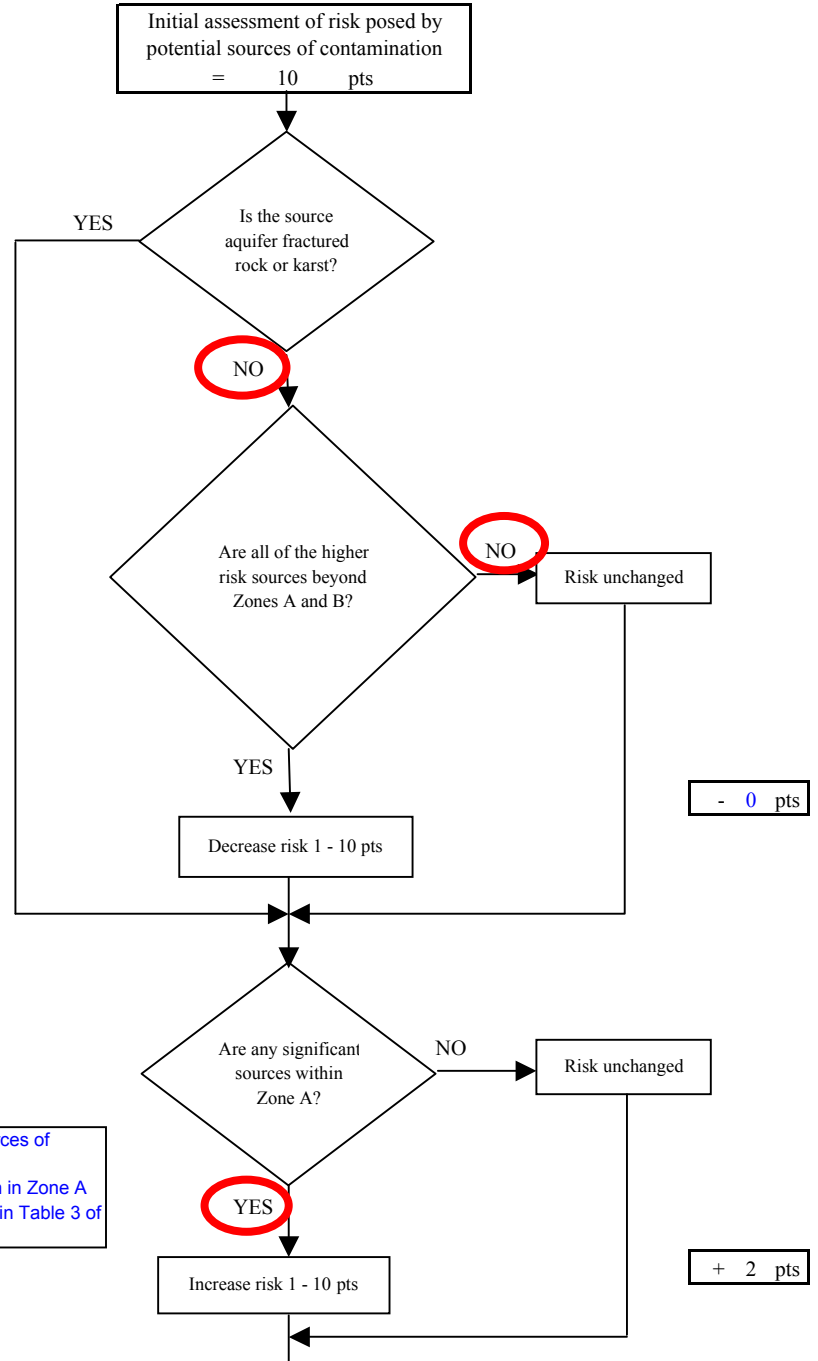 Initial assessment of risk posed by
potential sources of contamination
= 10 pts
YES
Is the source
aquifer fractured
rock or karst?
NO
Are all of the higher
risk sources beyond
Zones A and B?
NO
Risk unchanged
YES
- 0 pts
Decrease risk 1 - 10 pts
Are any significant
sources within
Zone A?
NO
Risk unchanged
of
in Zone A
in Table 3 of
YES
Increase risk 1 - 10 pts
+ 2 pts